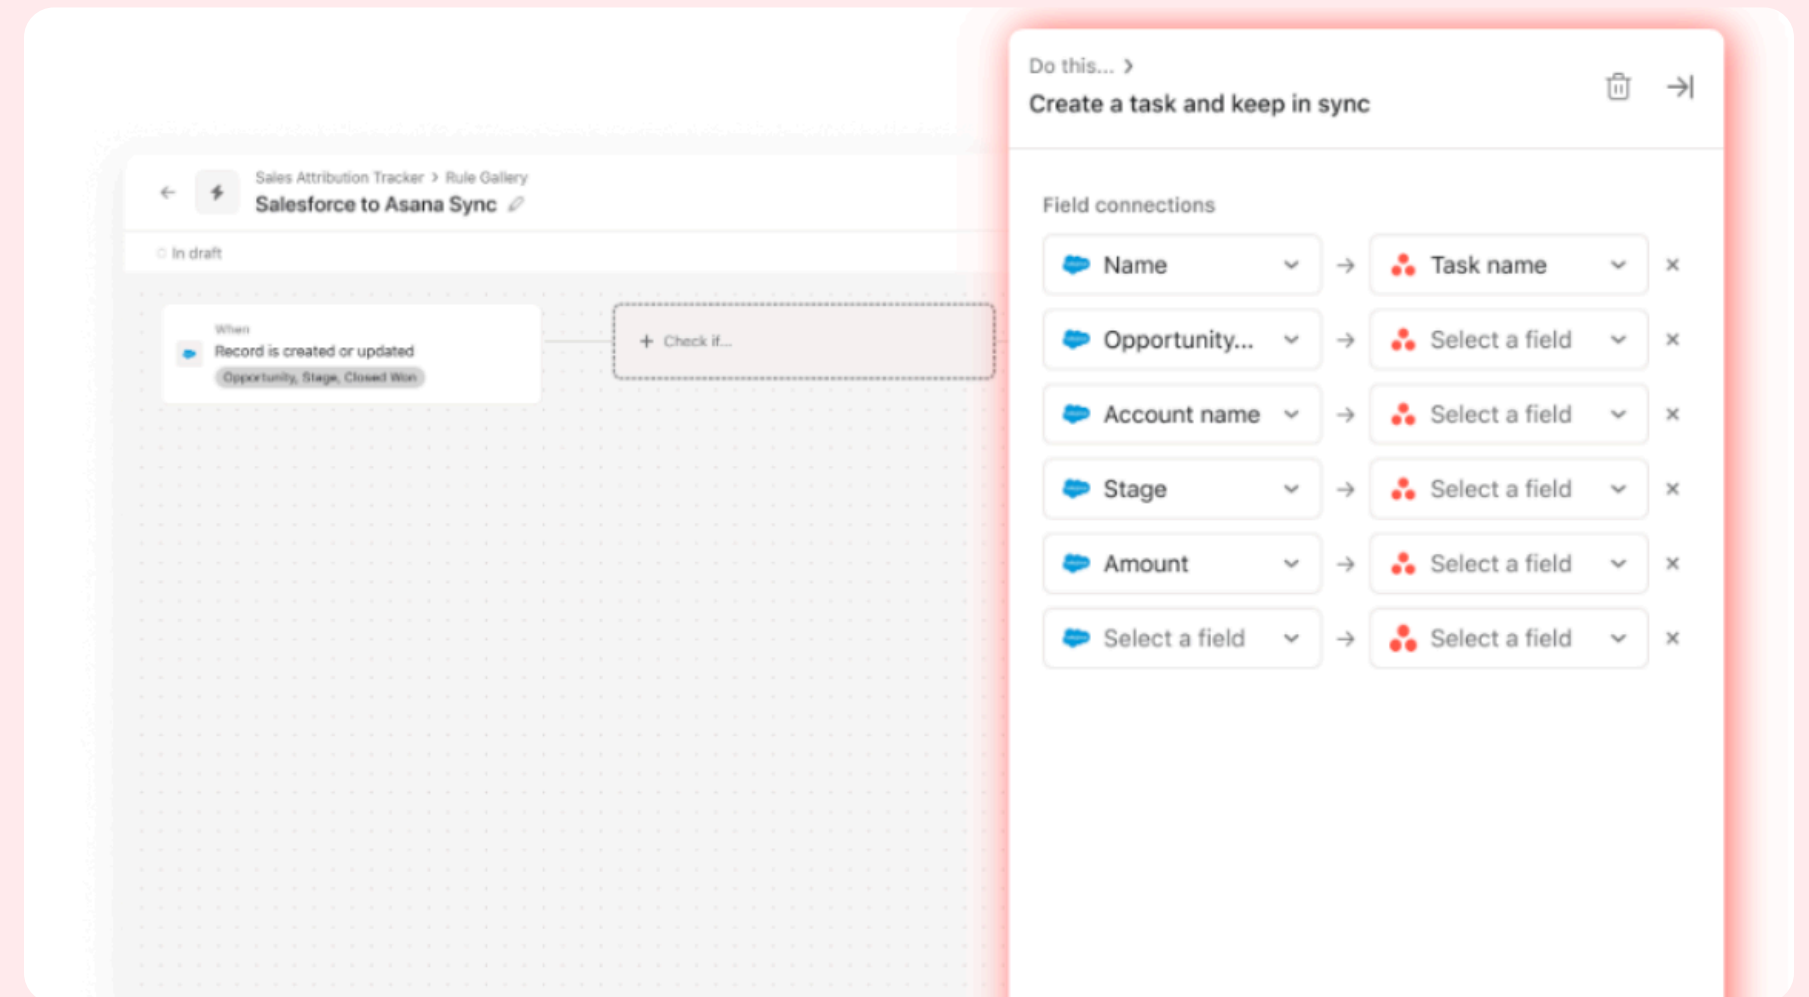 Do this... >
Create a task and keep in sync
Sales Attribution Tracker > Rule Gallery
Salesforce to Asana Sync
In draft
When
Record is created or updated
Opportunity, Stage, Closed Won
+ Check if...
Field connections
Name → Task name
Opportunity... → Select a field
Account name → Select a field
Stage → Select a field
Amount → Select a field
Select a field → Select a field